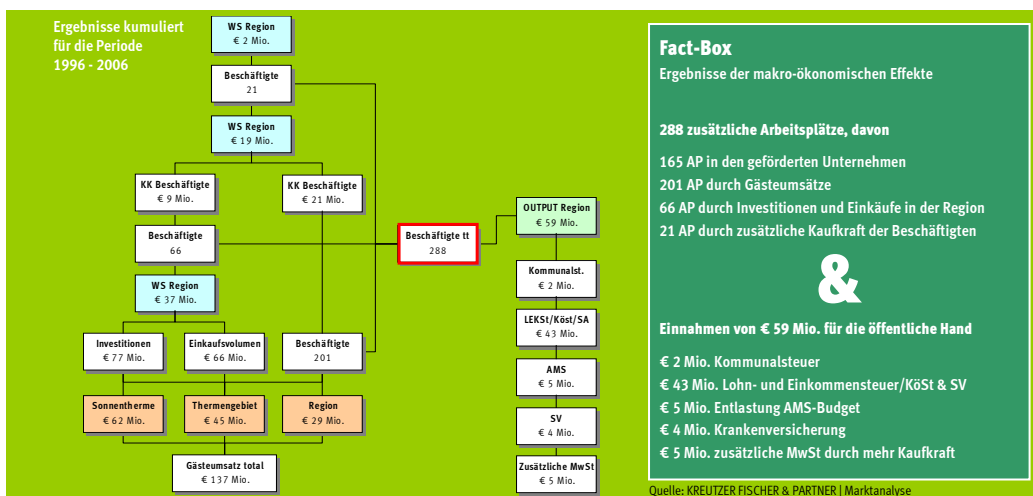 Ergebnisse kumuliert
für die Periode
1996 - 2006
WS Region
€ 2 Mio.
Beschäftigte
21
WS Region
€ 19 Mio.
KK Beschäftigte
€ 9 Mio.
KK Beschäftigte
€ 21 Mio.
Beschäftigte
66
WS Region
€ 37 Mio.
Investitionen
€ 77 Mio.
Einkaufsvolumen
€ 66 Mio.
Beschäftigte
201
Sonnentherme
€ 62 Mio.
Thermengebiet
€ 45 Mio.
Region
€ 29 Mio.
Gästeumsatz total
€ 137 Mio.
Beschäftigte tt
288
OUTPUT Region
€ 59 Mio.
Kommunalst.
€ 2 Mio.
LEKSt/Köst/SA
€ 43 Mio.
AMS
€ 5 Mio.
SV
€ 4 Mio.
Zusätzliche MwSt
€ 5 Mio.
Fact-Box
Ergebnisse der makro-ökonomischen Effekte
288 zusätzliche Arbeitsplätze, davon
165 AP in den geförderten Unternehmen
201 AP durch Gästeumsätze
66 AP durch Investitionen und Einkäufe in der Region
21 AP durch zusätzliche Kaufkraft der Beschäftigten
&
Einnahmen von € 59 Mio. für die öffentliche Hand
€ 2 Mio. Kommunalsteuer
€ 43 Mio. Lohn- und Einkommensteuer/KöSt & SV
€ 5 Mio. Entlastung AMS-Budget
€ 4 Mio. Krankenversicherung
€ 5 Mio. zusätzliche MwSt durch mehr Kaufkraft
Quelle: KREUTZER FISCHER & PARTNER | Marktanalyse